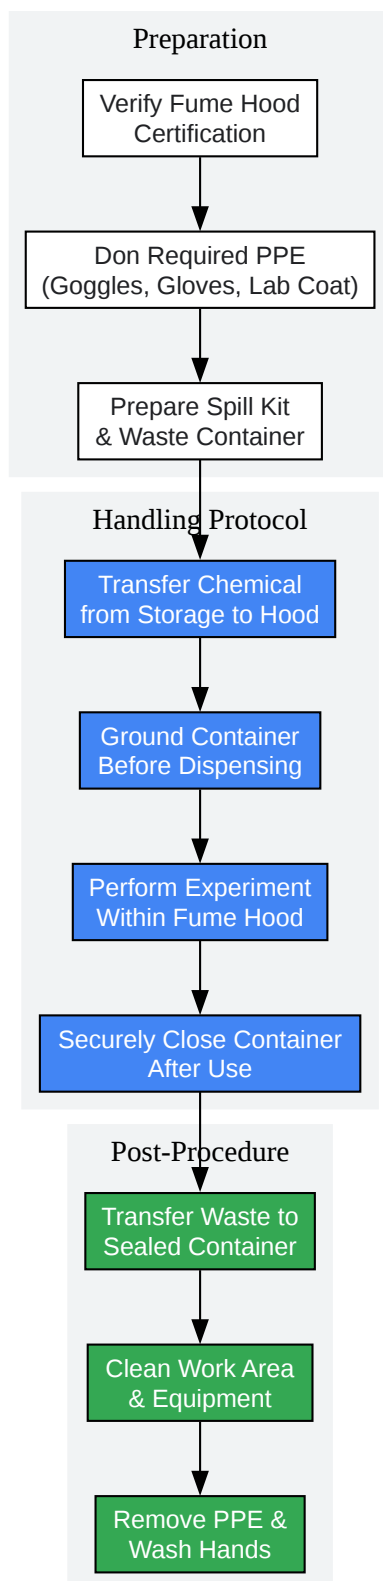 Preparation
Verify Fume Hood
Certification
Don Required PPE
(Goggles, Gloves, Lab Coat)
Prepare Spill Kit
& Waste Container
Handling Protocol
Transfer Chemical
from Storage to Hood
Ground Container
Before Dispensing
Perform Experiment
Within Fume Hood
Securely Close Container
After Use
Post-Procedure
Transfer Waste to
Sealed Container
Clean Work Area
& Equipment
Remove PPE &
Wash Hands